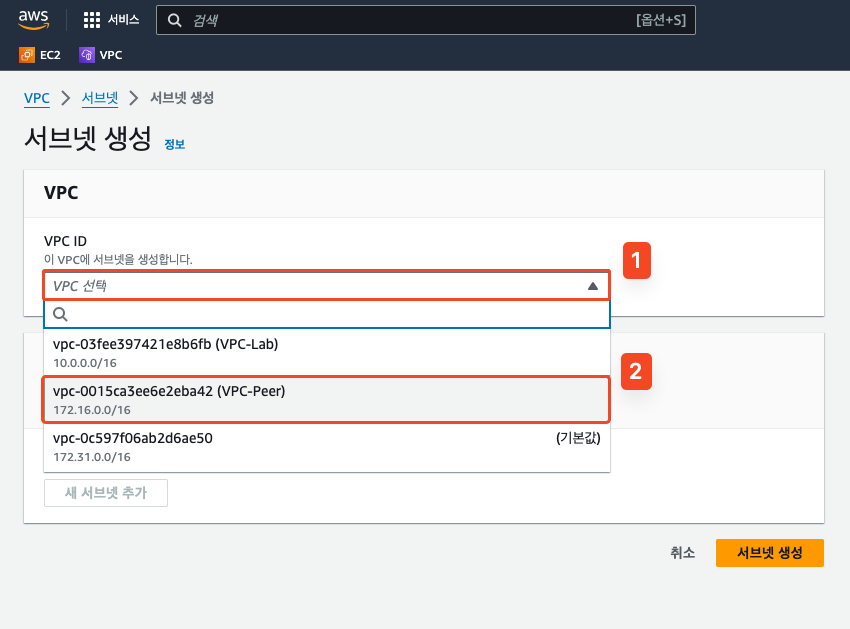 aws
서비스
검색
[옵션+S]
EC2
VPC
VPC > 서브넷 > 서브넷 생성
서브넷 생성 정보
VPC
VPC ID
이 VPC에 서브넷을 생성합니다.
1
VPC 선택
vpc-03fee397421e8b6fb (VPC-Lab)
10.0.0.0/16
2
vpc-0015ca3ee6e2eba42 (VPC-Peer)
172.16.0.0/16
vpc-0c597f06ab2d6ae50 (기본값)
172.31.0.0/16
새 서브넷 추가
취소
서브넷 생성